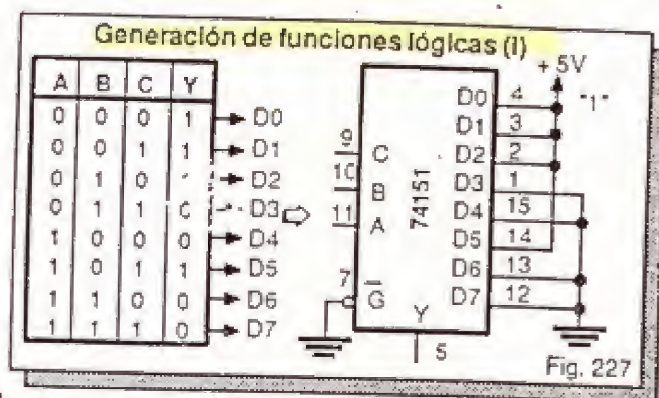 Generación de funciones lógicas (I)
+ 5V
"1"
A B C Y
0 0 0 1 D0
0 0 1 1 D1
0 1 0 D2
0 1 1 0 D3
1 0 0 0 D4
1 0 1 1 D5
1 1 0 0 D6
1 1 1 0 D7
9 C
10 B
11 A
7 G
74151
D0 4
D1 3
D2 2
D3 1
D4 15
D5 14
D6 13
D7 12
Y
5
Fig. 227